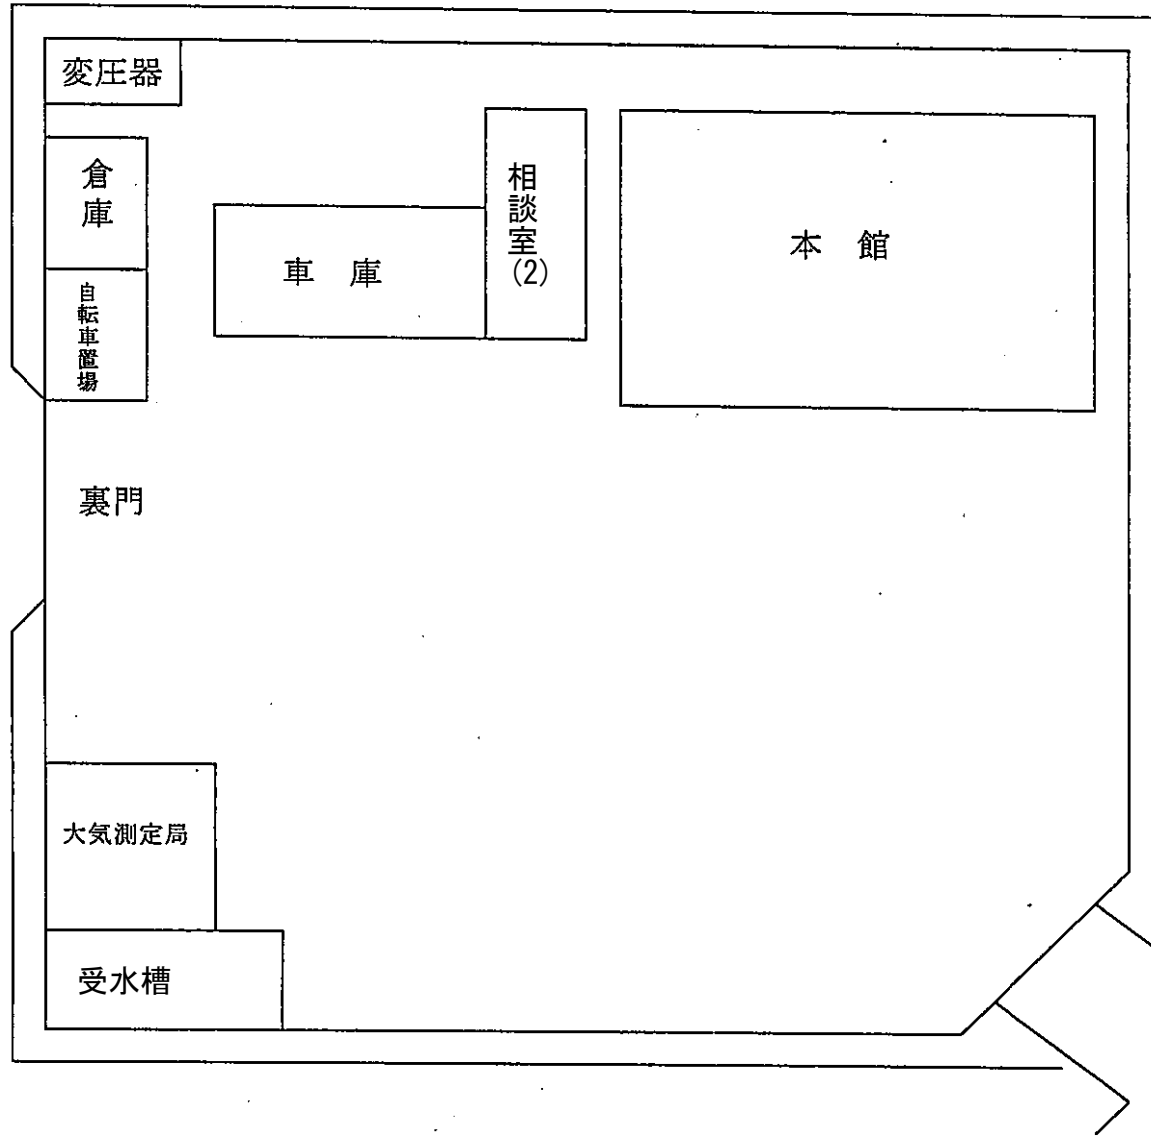 変圧器
倉庫
自転車置場
車　庫
相談室
(2)
本　館
裏門
大気測定局
受水槽